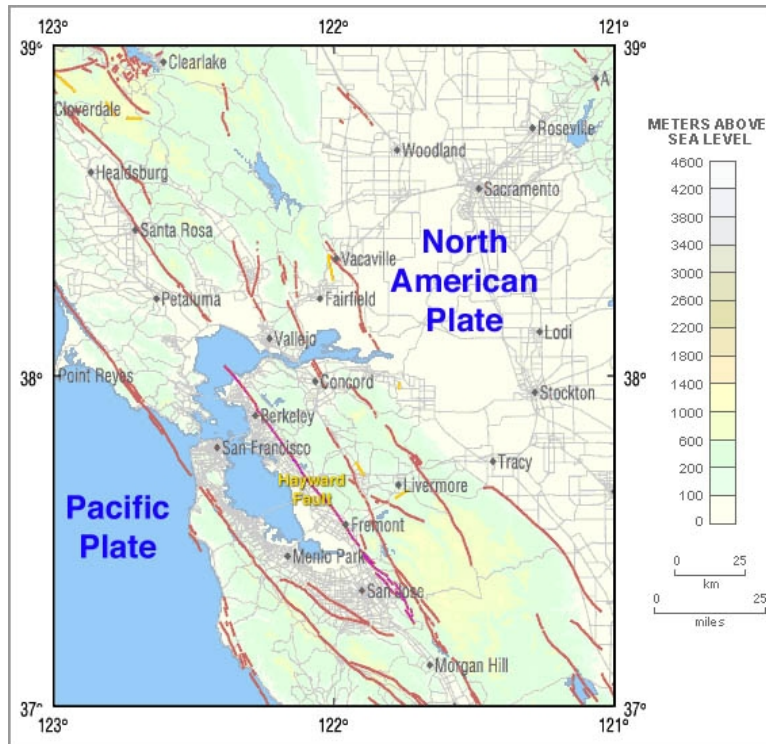 123°
122°
121°
39°
39°
Clearlake
A
Cloverdale
Roseville
METERS ABOVE
SEA LEVEL
Woodland
4600
4200
3800
3400
3000
2600
2200
1800
1400
1000
600
200
100
0
Healdsburg
Sacramento
Santa Rosa
North
American
Plate
Vacaville
Petaluma
Fairfield
Vallejo
Lodi
38°
38°
Point Reyes
Concord
Stockton
Berkeley
San Francisco
Tracy
Hayward
Fault
Livermore
Pacific
Plate
Fremont
Menlo Park
San Jose
0
25
km
0
25
miles
Morgan Hill
37°
37°
123°
122°
121°